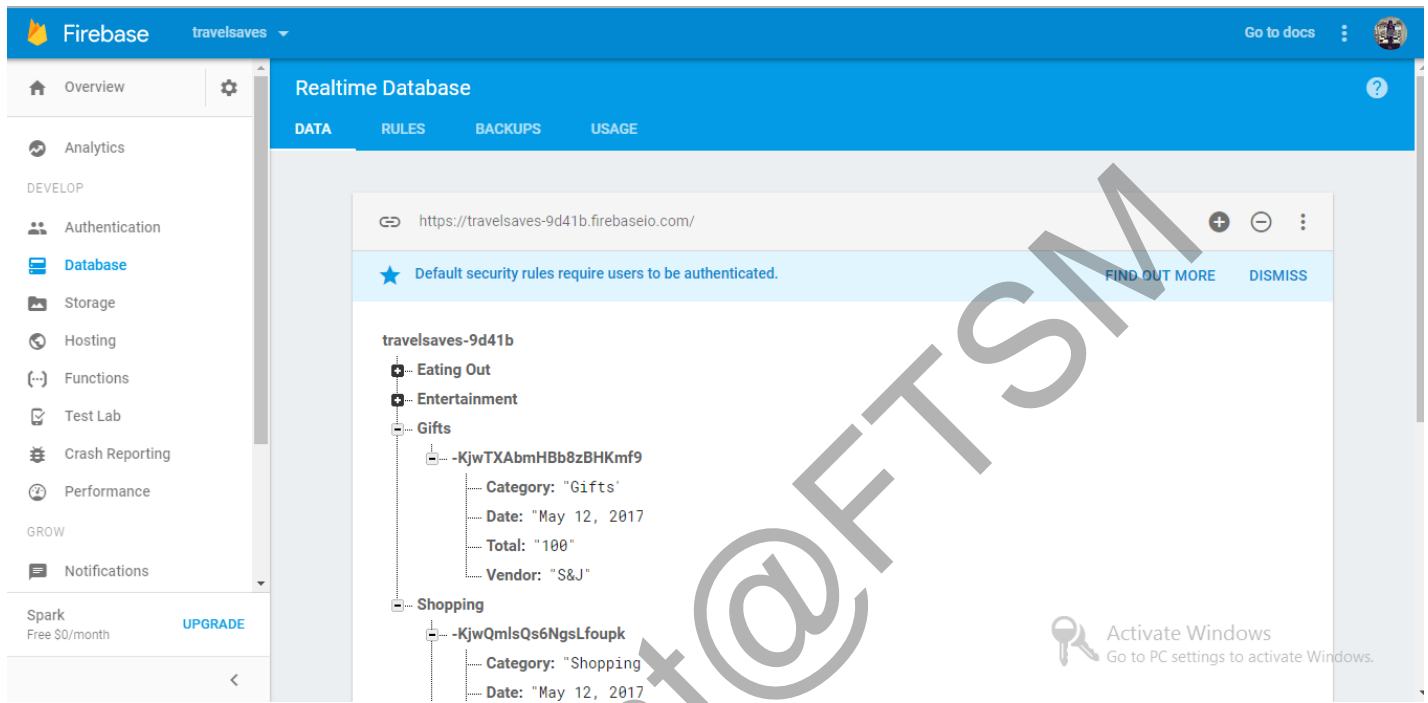 Firebase travelsaves Go to docs
Overview
Analytics
DEVELOP
Authentication
Database
Storage
Hosting
Functions
Test Lab
Crash Reporting
Performance
GROW
Notifications
Spark
Free $0/month
UPGRADE
Realtime Database
DATA RULES BACKUPS USAGE
https://travelsaves-9d41b.firebaseio.com/
Default security rules require users to be authenticated. FIND OUT MORE DISMISS
travelsaves-9d41b
Eating Out
Entertainment
Gifts
-KjwTXAbmHBb8zBHKmf9
Category: "Gifts'
Date: "May 12, 2017
Total: "100"
Vendor: "S&J"
Shopping
-KjwQmlsQs6NgsLfoupk
Category: "Shopping
Date: "May 12, 2017
Activate Windows
Go to PC settings to activate Windows.
t@FTSM